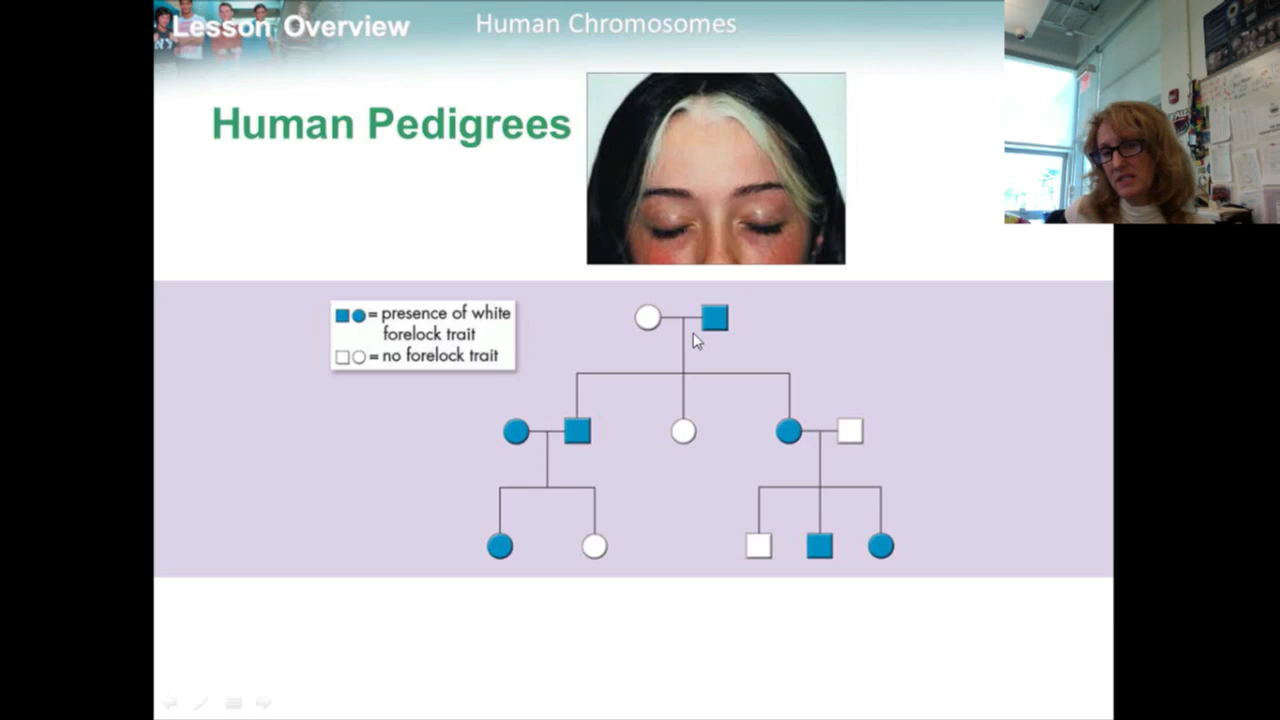 Lesson Overview
Human Chromosomes
Human Pedigrees
= presence of white
forelock trait
= no forelock trait